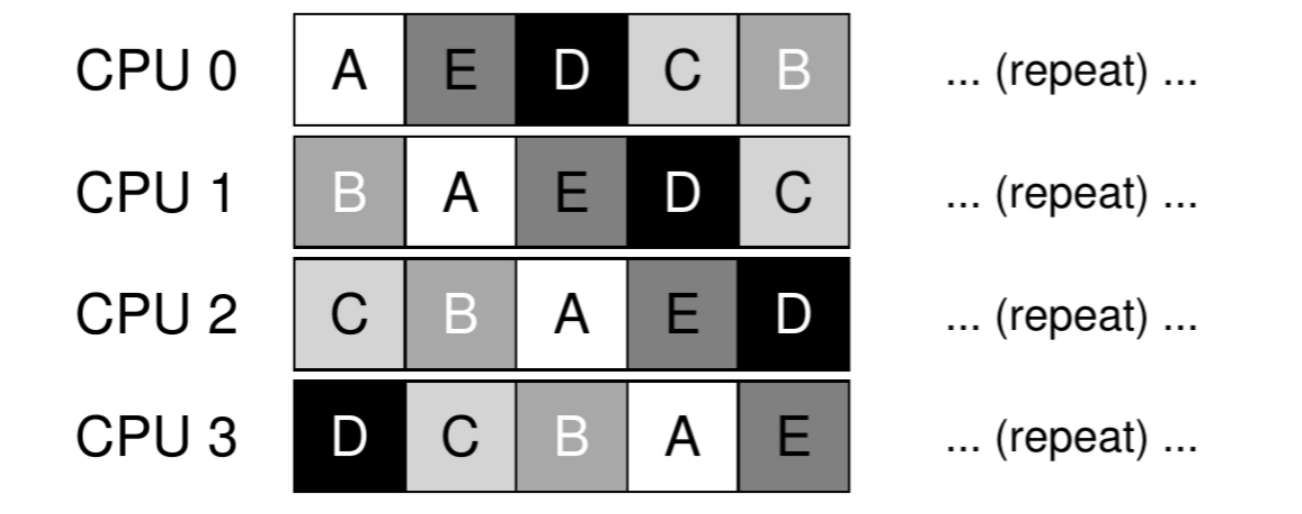 CPU 0 A E D C B ... (repeat) ...
CPU 1 B A E D C ... (repeat) ...
CPU 2 C B A E D ... (repeat) ...
CPU 3 D C B A E ... (repeat) ...